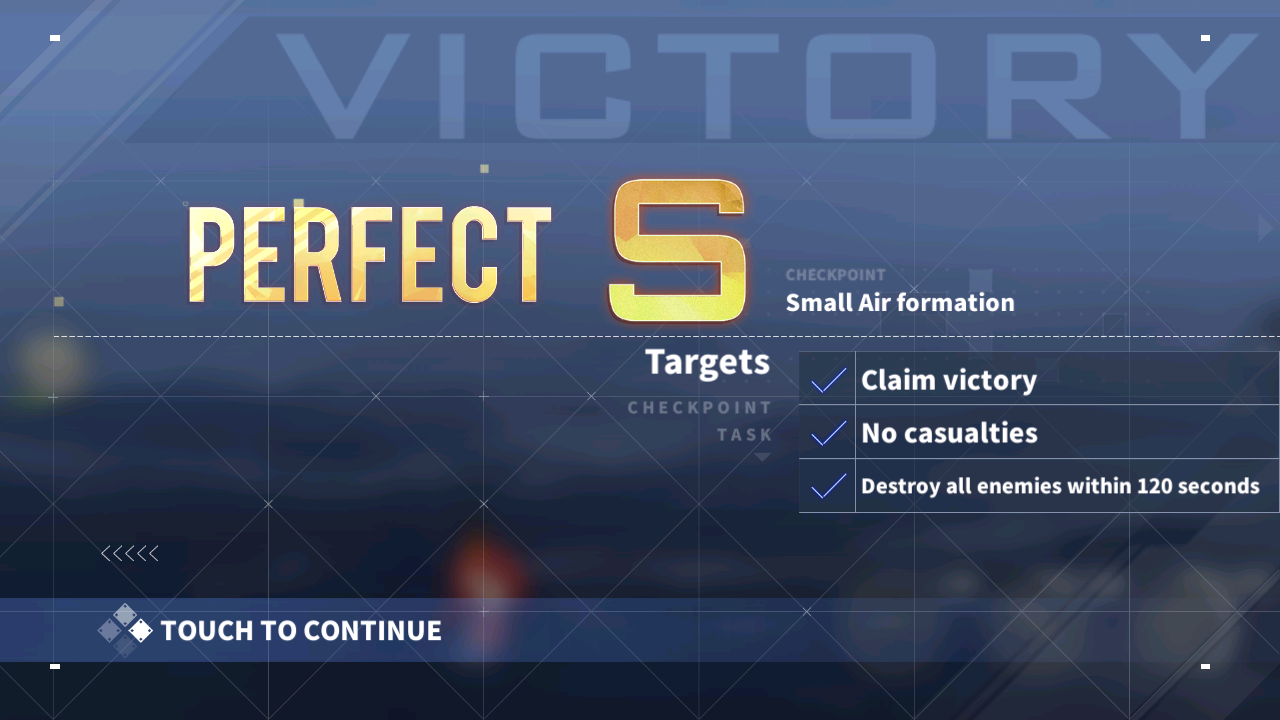 VICTORY
PERFECT S
CHECKPOINT
Small Air formation
Targets
CHECKPOINT
TASK
Claim victory
No casualties
Destroy all enemies within 120 seconds
TOUCH TO CONTINUE